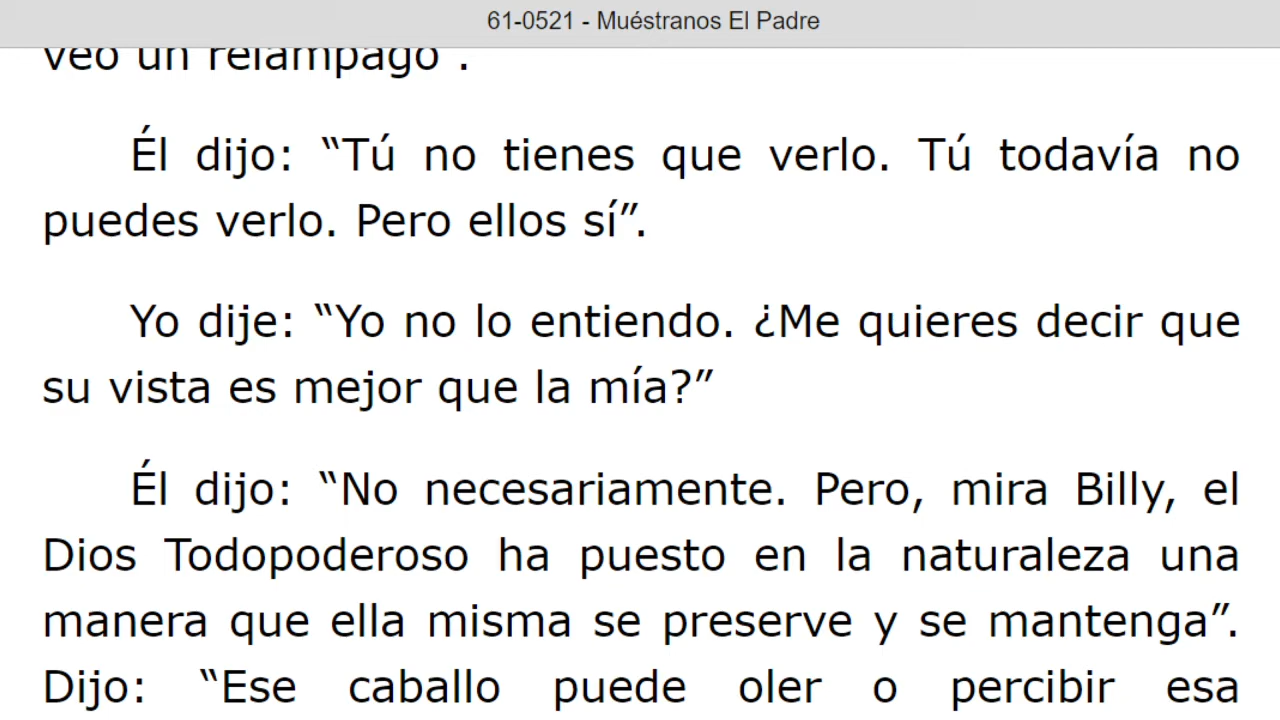 61-0521 - Muéstranos El Padre
veo un relámpago”.
Él dijo: “Tú no tienes que verlo. Tú todavía no
puedes verlo. Pero ellos sí”.
Yo dije: “Yo no lo entiendo. ¿Me quieres decir que
su vista es mejor que la mía?”
Él dijo: “No necesariamente. Pero, mira Billy, el
Dios Todopoderoso ha puesto en la naturaleza una
manera que ella misma se preserve y se mantenga”.
Dijo: “Ese caballo puede oler o percibir esa